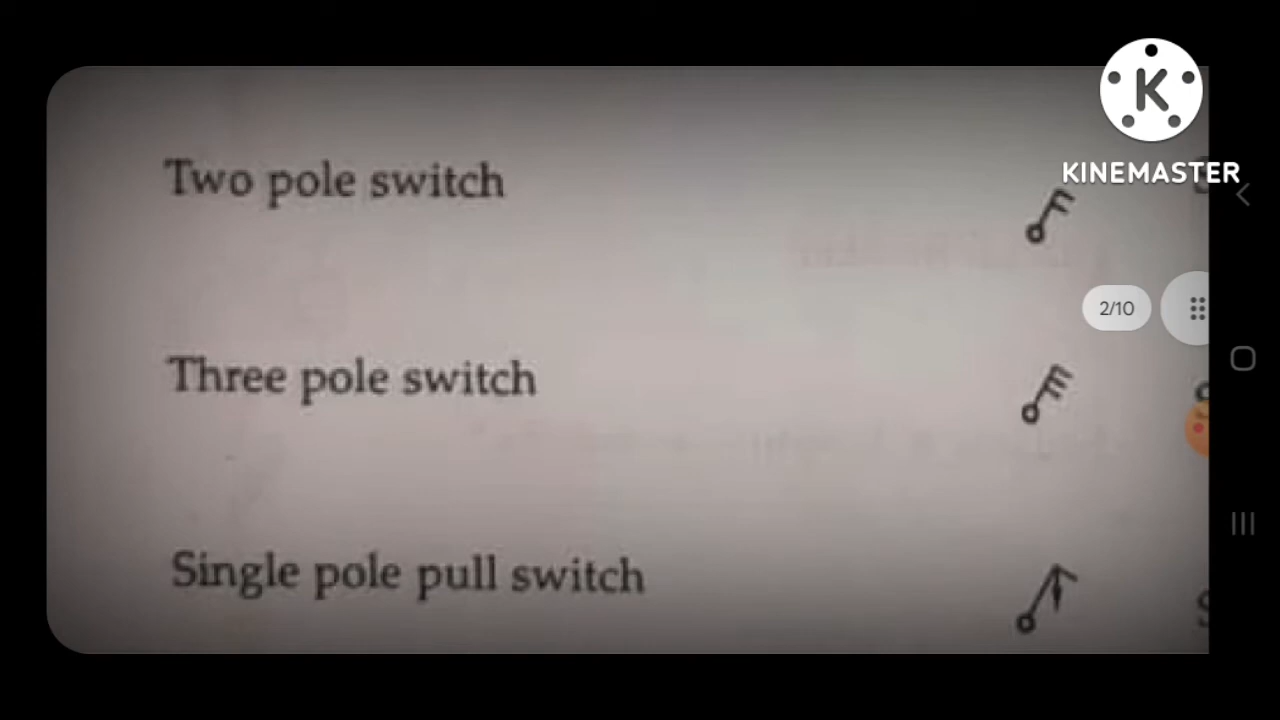 Two pole switch
KINEMASTER
2/10
Three pole switch
Single pole pull switch